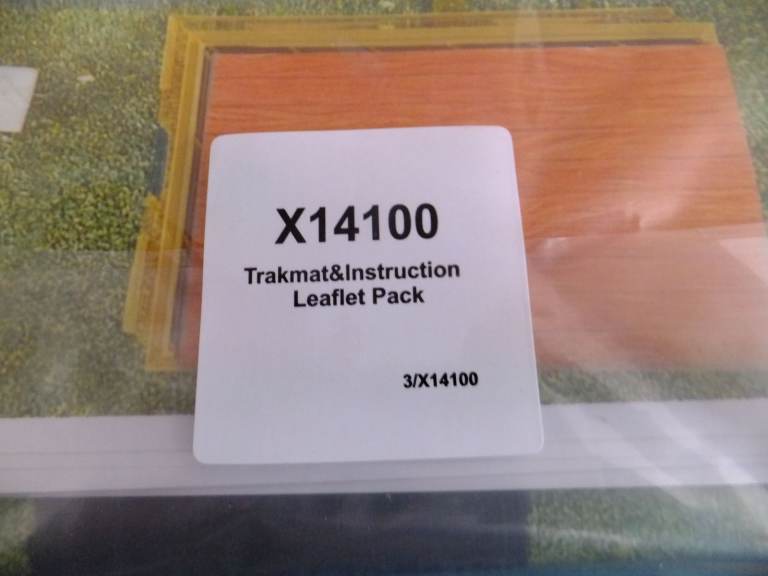 X14100
Trakmat&Instruction
Leaflet Pack
3/X14100